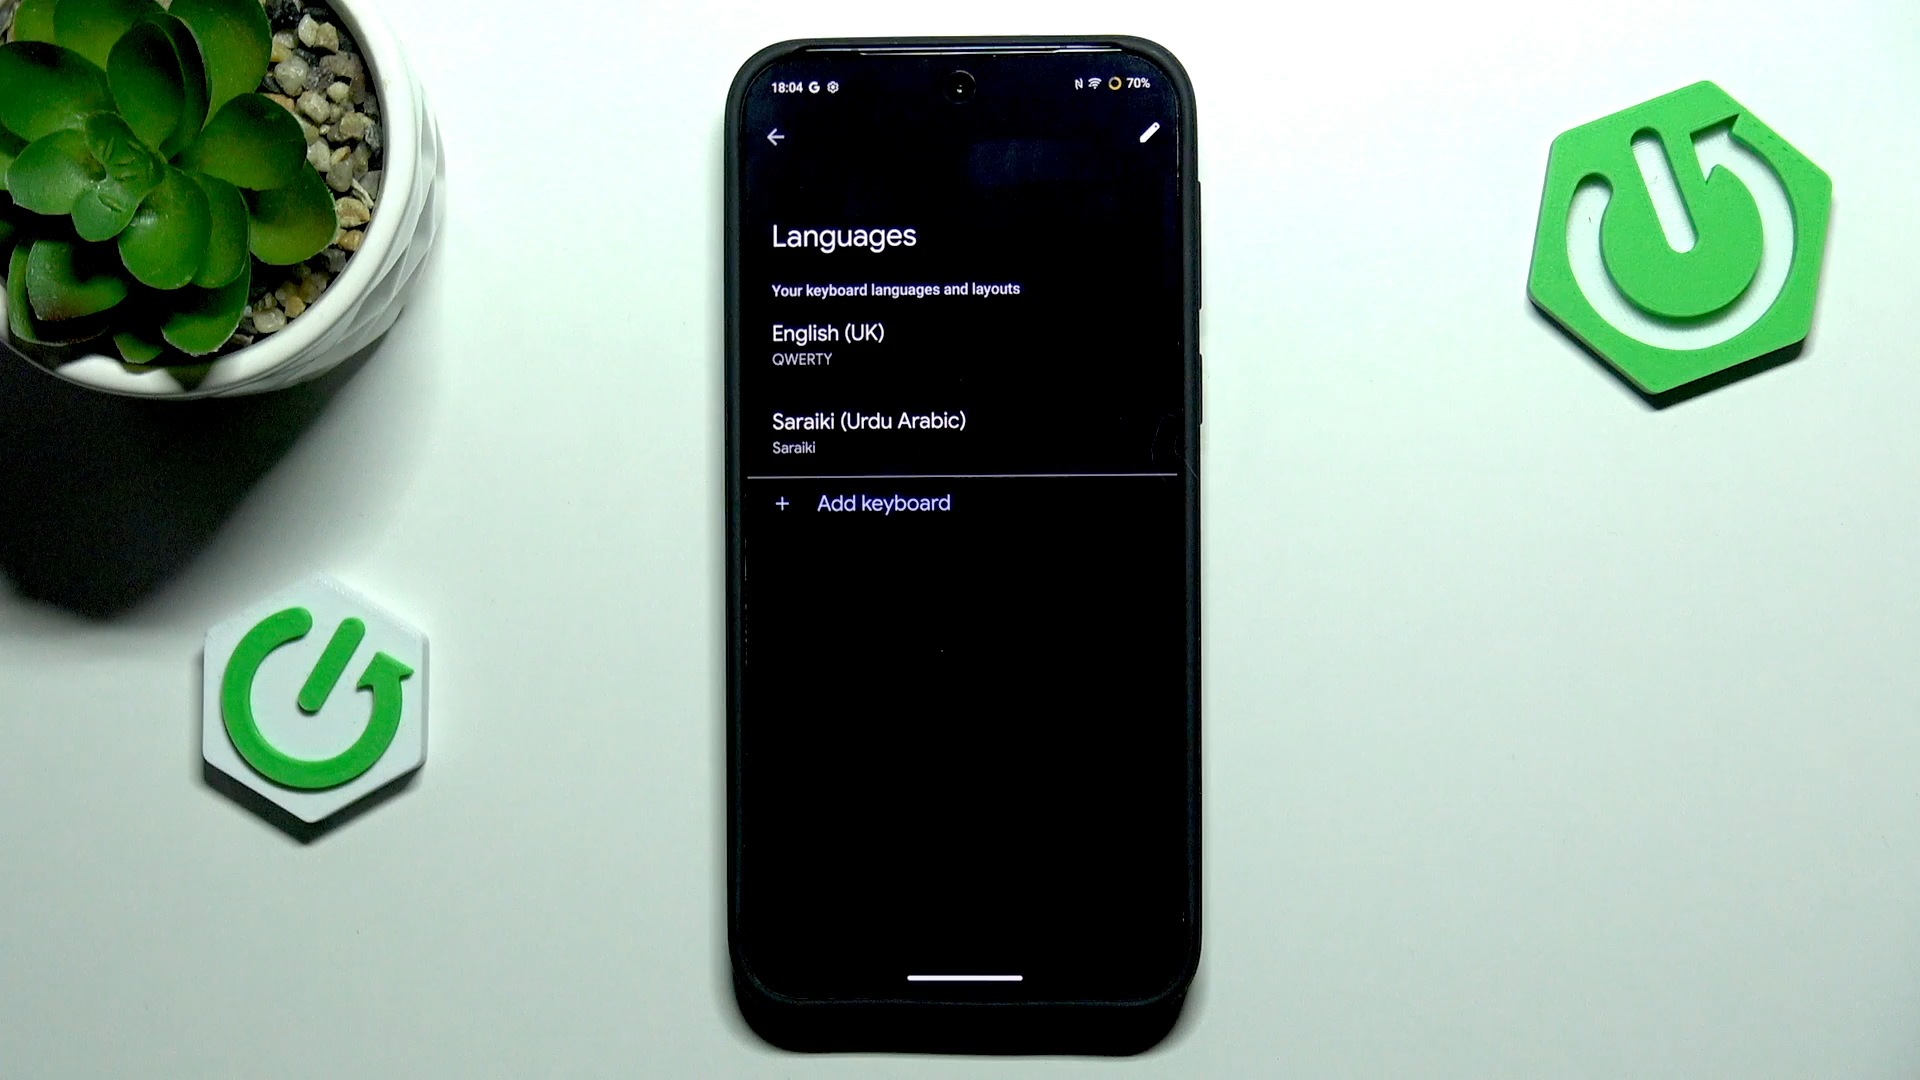 18:04 G
70%
Languages
Your keyboard languages and layouts
English (UK)
QWERTY
Saraiki (Urdu Arabic)
Saraiki
+ Add keyboard